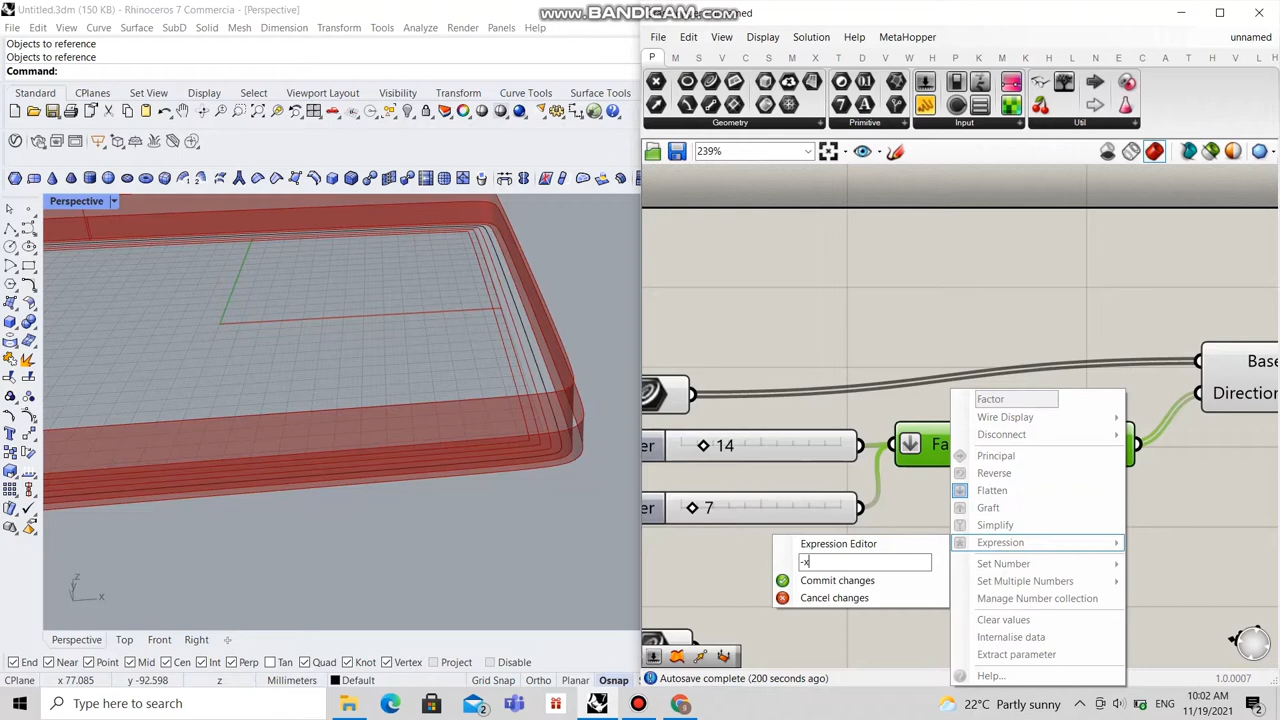 Untitled.3dm (150 KB) - Rhinoceros 7 Commercia - [Perspective]
www.BANDICAM.com
File Edit View Curve Surface SubD Solid Mesh Dimension Transform Tools Analyze Render Panels Help
Objects to reference
Objects to reference
Command:
Standard CPlanes Set View Display Select Viewport Layout Visibility Transform Curve Tools Surface Tools
Perspective
z
x
Perspective Top Front Right
End Near Point Mid Cen Int Perp Tan Quad Knot Vertex Project Disable
CPlane x 77.085 y -92.598 z Millimeters Default Grid Snap Ortho Planar Osnap
File Edit View Display Solution Help MetaHopper unnamed
P M S V C S M X T D V W H S P C K M S E C T H V L
Geometry Primitive Input Util
239%
Base
Direction
Fa
14
7
Factor
Wire Display
Disconnect
Principal
Reverse
Flatten
Graft
Simplify
Expression
Set Number
Set Multiple Numbers
Manage Number collection
Clear values
Internalise data
Extract parameter
Help...
Expression Editor
-x
Commit changes
Cancel changes
Autosave complete (200 seconds ago)
1.0.0007
Type here to search
22°C Partly sunny
ENG
10:02 AM
11/19/2021
2